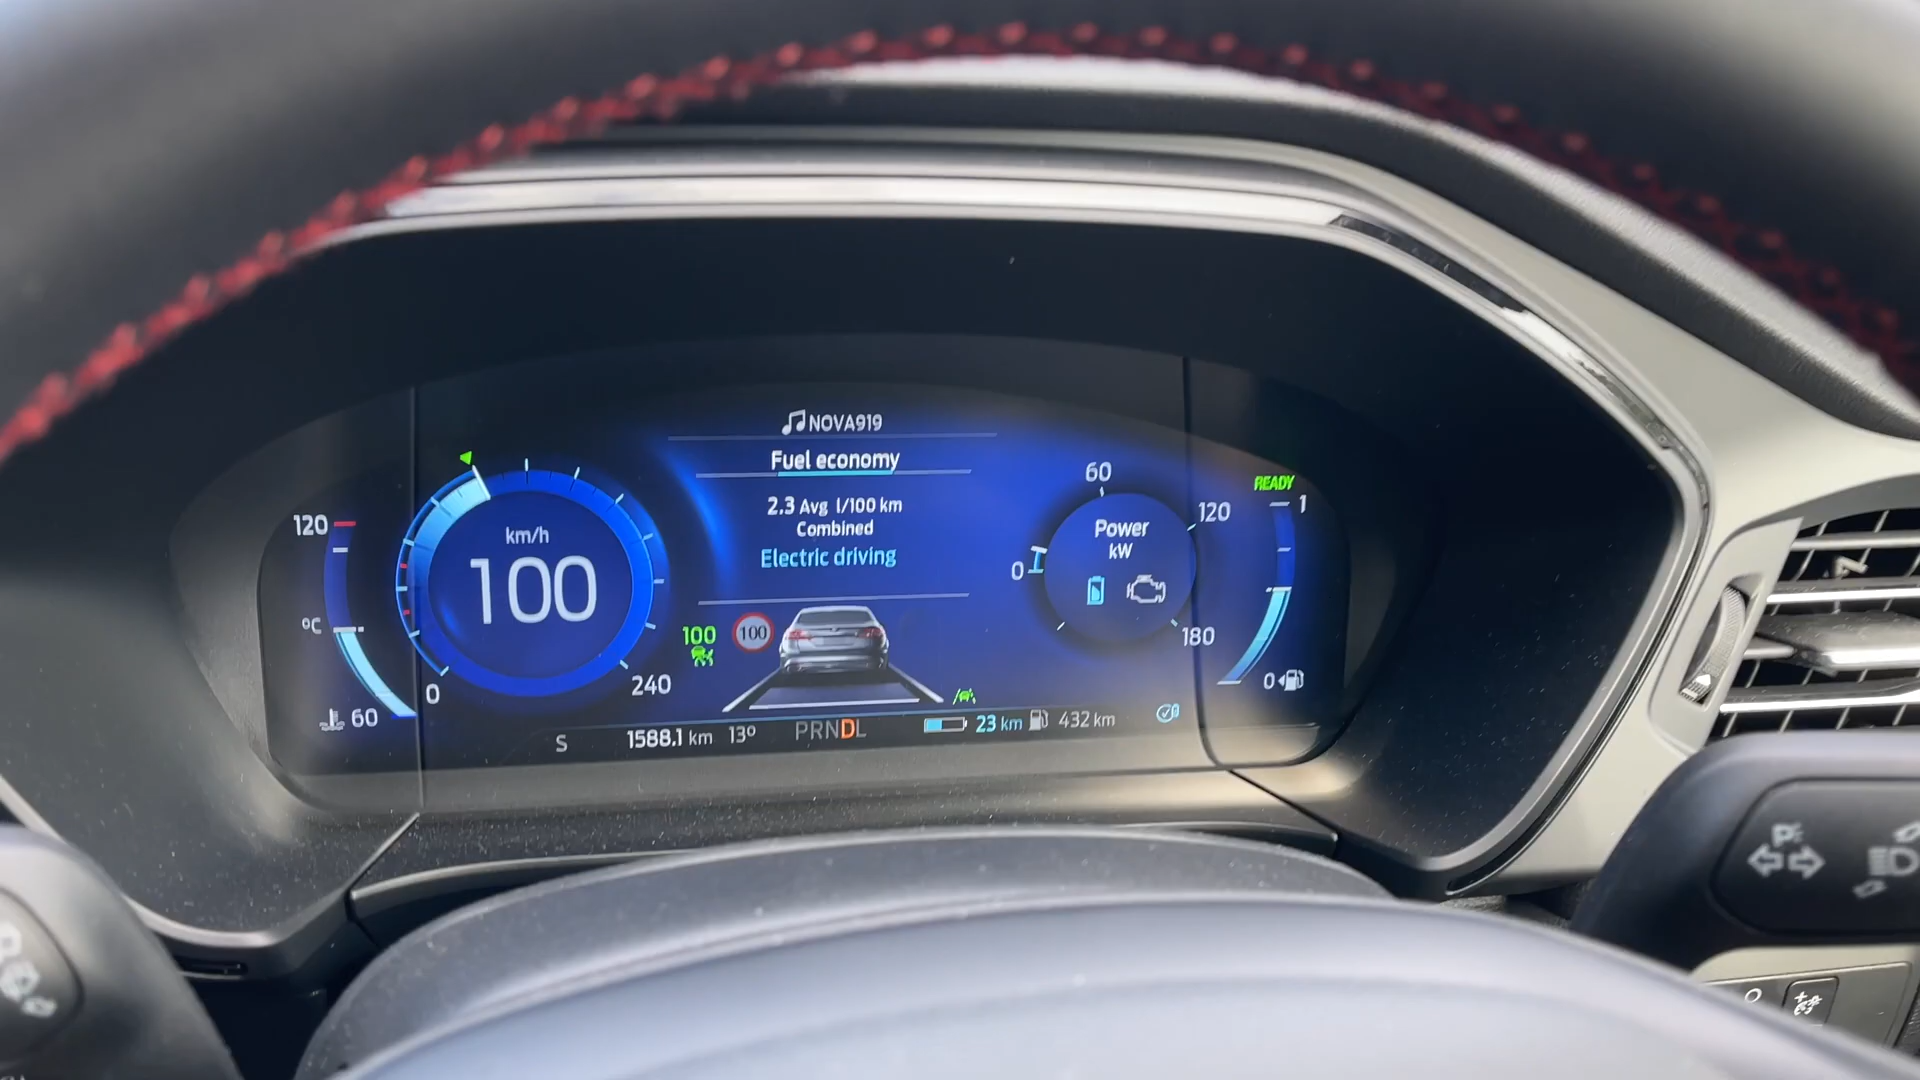 NOVA919
Fuel economy
2.3 Avg l/100 km
Combined
Electric driving
120
°C
60
km/h
100
0
240
100
100
60
Power
kW
0
120
180
READY
1
0
S
1588.1 km
13°
PRNDL
23 km
432 km
P